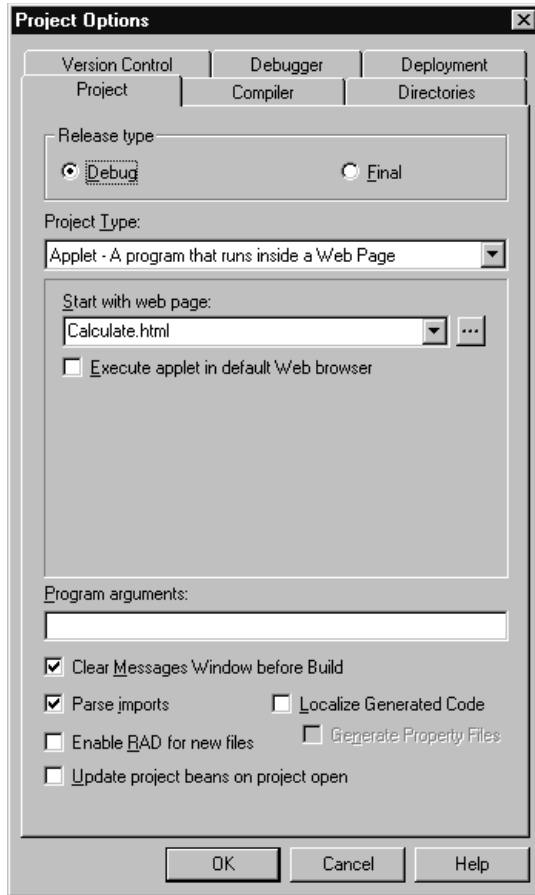 Project Options
Version Control Debugger Deployment
Project Compiler Directories
Release type
Debug Final
Project Type:
Applet - A program that runs inside a Web Page
Start with web page:
Calculate.html
...
Execute applet in default Web browser
Program arguments:
Clear Messages Window before Build
Parse imports Localize Generated Code
Enable RAD for new files Generate Property Files
Update project beans on project open
OK Cancel Help